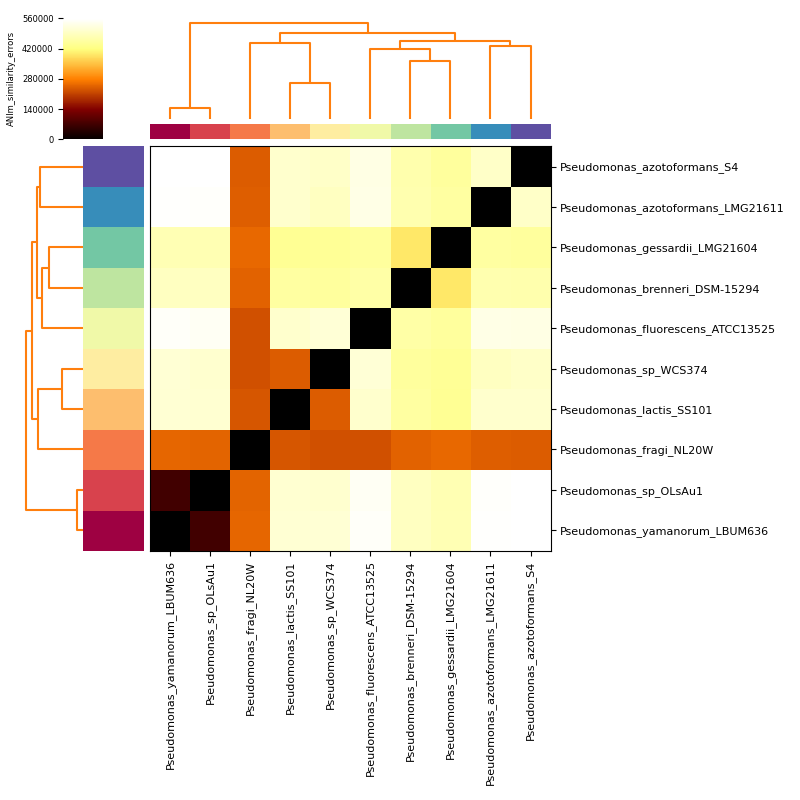 560000
420000
280000
140000
0
ANIm_similarity_errors
Pseudomonas_azotoformans_S4
Pseudomonas_azotoformans_LMG21611
Pseudomonas_gessardii_LMG21604
Pseudomonas_brenneri_DSM-15294
Pseudomonas_fluorescens_ATCC13525
Pseudomonas_sp_WCS374
Pseudomonas_lactis_SS101
Pseudomonas_fragi_NL20W
Pseudomonas_sp_OLsAu1
Pseudomonas_yamanorum_LBUM636
Pseudomonas_yamanorum_LBUM636
Pseudomonas_sp_OLsAu1
Pseudomonas_fragi_NL20W
Pseudomonas_lactis_SS101
Pseudomonas_sp_WCS374
Pseudomonas_fluorescens_ATCC13525
Pseudomonas_brenneri_DSM-15294
Pseudomonas_gessardii_LMG21604
Pseudomonas_azotoformans_LMG21611
Pseudomonas_azotoformans_S4